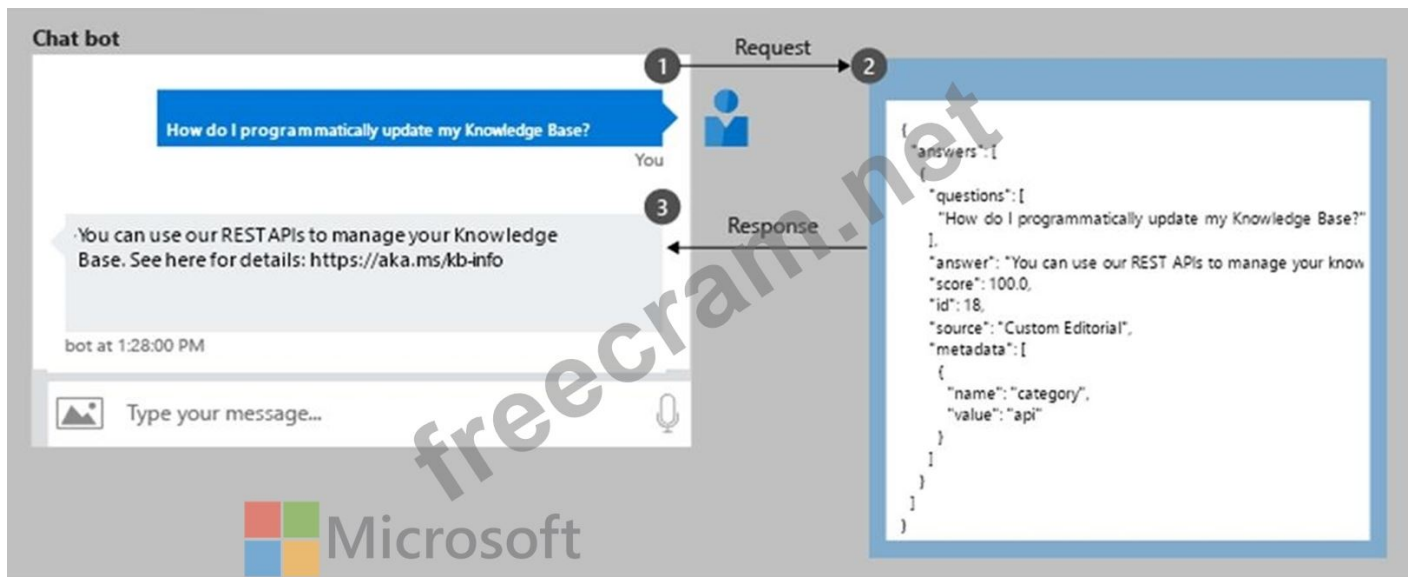 Chat bot
1
Request
2
How do I programmatically update my Knowledge Base?
You
3
Response
You can use our REST APIs to manage your Knowledge
Base. See here for details: https://aka.ms/kb-info
bot at 1:28:00 PM
Type your message...
{
"answers": [
{
"questions": [
"How do I programmatically update my Knowledge Base?"
],
"answer": "You can use our REST APIs to manage your know
"score": 100.0,
"id": 18,
"source": "Custom Editorial",
"metadata": [
{
"name": "category",
"value": "api"
}
]
}
]
}
freecram.net
Microsoft